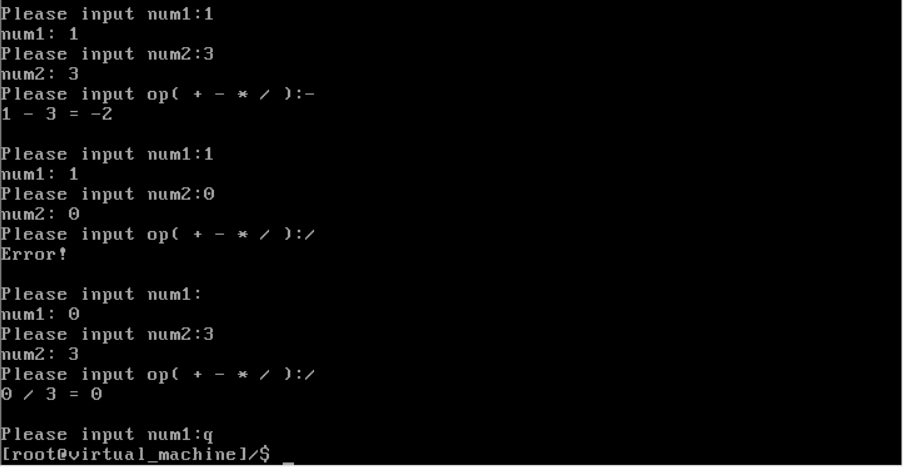 Please input num1:1
num1: 1
Please input num2:3
num2: 3
Please input op( + - * / ):-
1 - 3 = -2
Please input num1:1
num1: 1
Please input num2:0
num2: 0
Please input op( + - * / ):/
Error!
Please input num1:
num1: 0
Please input num2:3
num2: 3
Please input op( + - * / ):/
0 / 3 = 0
Please input num1:q
[root@virtual_machine]/$ _